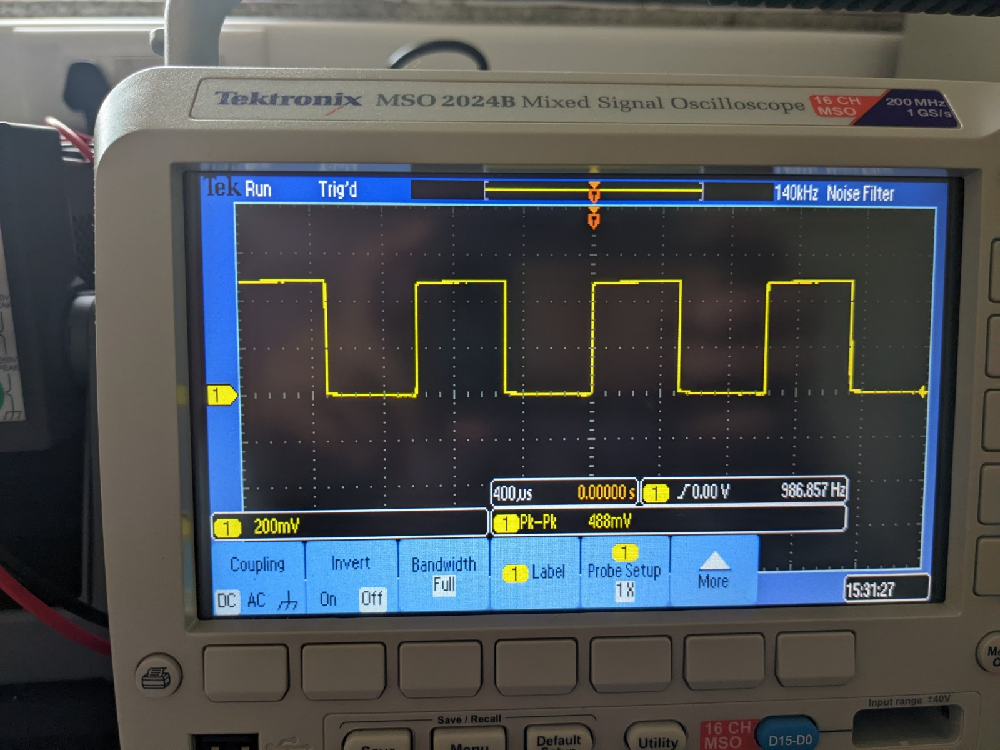 Tektronix MSO 2024B Mixed Signal Oscilloscope
16 CH
MSO
200 MHz
1 GS/s
Tek Run Trig'd 140kHz Noise Filter
T
T
1
400µs 0.00000 s
1 0.00 V 986.857 Hz
1 200mV
1 Pk-Pk 488mV
Coupling
DC AC
Invert
On Off
Bandwidth
Full
1 Label
1
Probe Setup
1 X
More
15:31:27
Input range ±40V
Save / Recall
Save
Menu
Default
Setup
Utility
16 CH
MSO
D15-D0